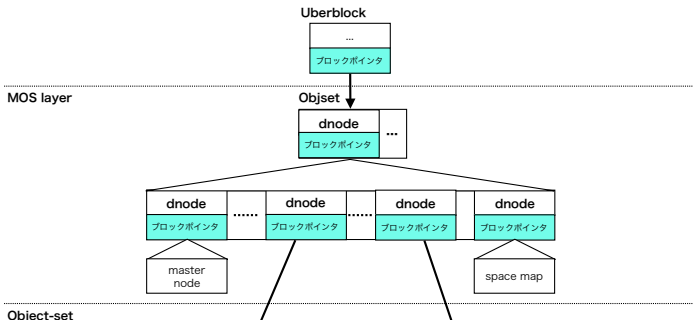 Uberblock
...
ブロックポインタ
MOS layer
Objset
dnode
...
ブロックポインタ
dnode
......
dnode
......
dnode
dnode
ブロックポインタ
ブロックポインタ
ブロックポインタ
ブロックポインタ
master
node
space map
Object-set